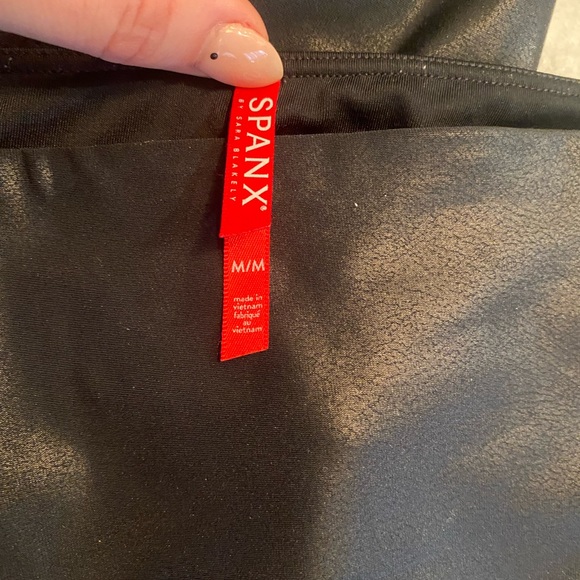 SPANX®
BY SARA BLAKELY
M/M
made in
vietnam
fabriqué
au
vietnam